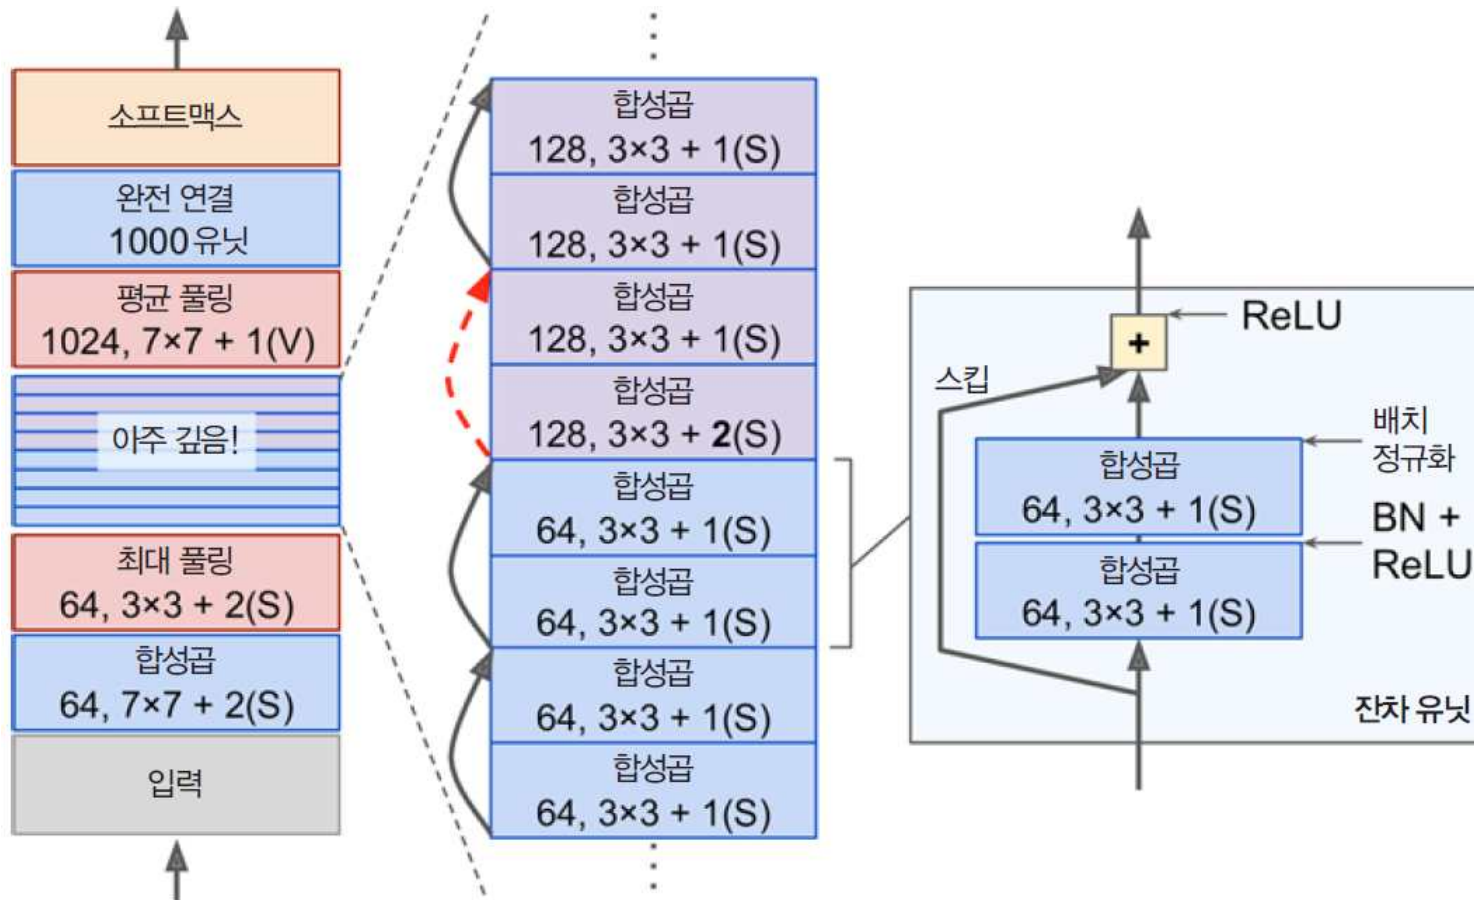 소프트맥스
완전 연결
1000 유닛
평균 풀링
1024, 7×7 + 1(V)
아주 깊음!
최대 풀링
64, 3×3 + 2(S)
합성곱
64, 7×7 + 2(S)
입력
합성곱
128, 3×3 + 1(S)
합성곱
128, 3×3 + 1(S)
합성곱
128, 3×3 + 1(S)
합성곱
128, 3×3 + 2(S)
합성곱
64, 3×3 + 1(S)
합성곱
64, 3×3 + 1(S)
합성곱
64, 3×3 + 1(S)
합성곱
64, 3×3 + 1(S)
+
ReLU
스킵
배치
정규화
합성곱
64, 3×3 + 1(S)
BN +
ReLU
합성곱
64, 3×3 + 1(S)
잔차 유닛